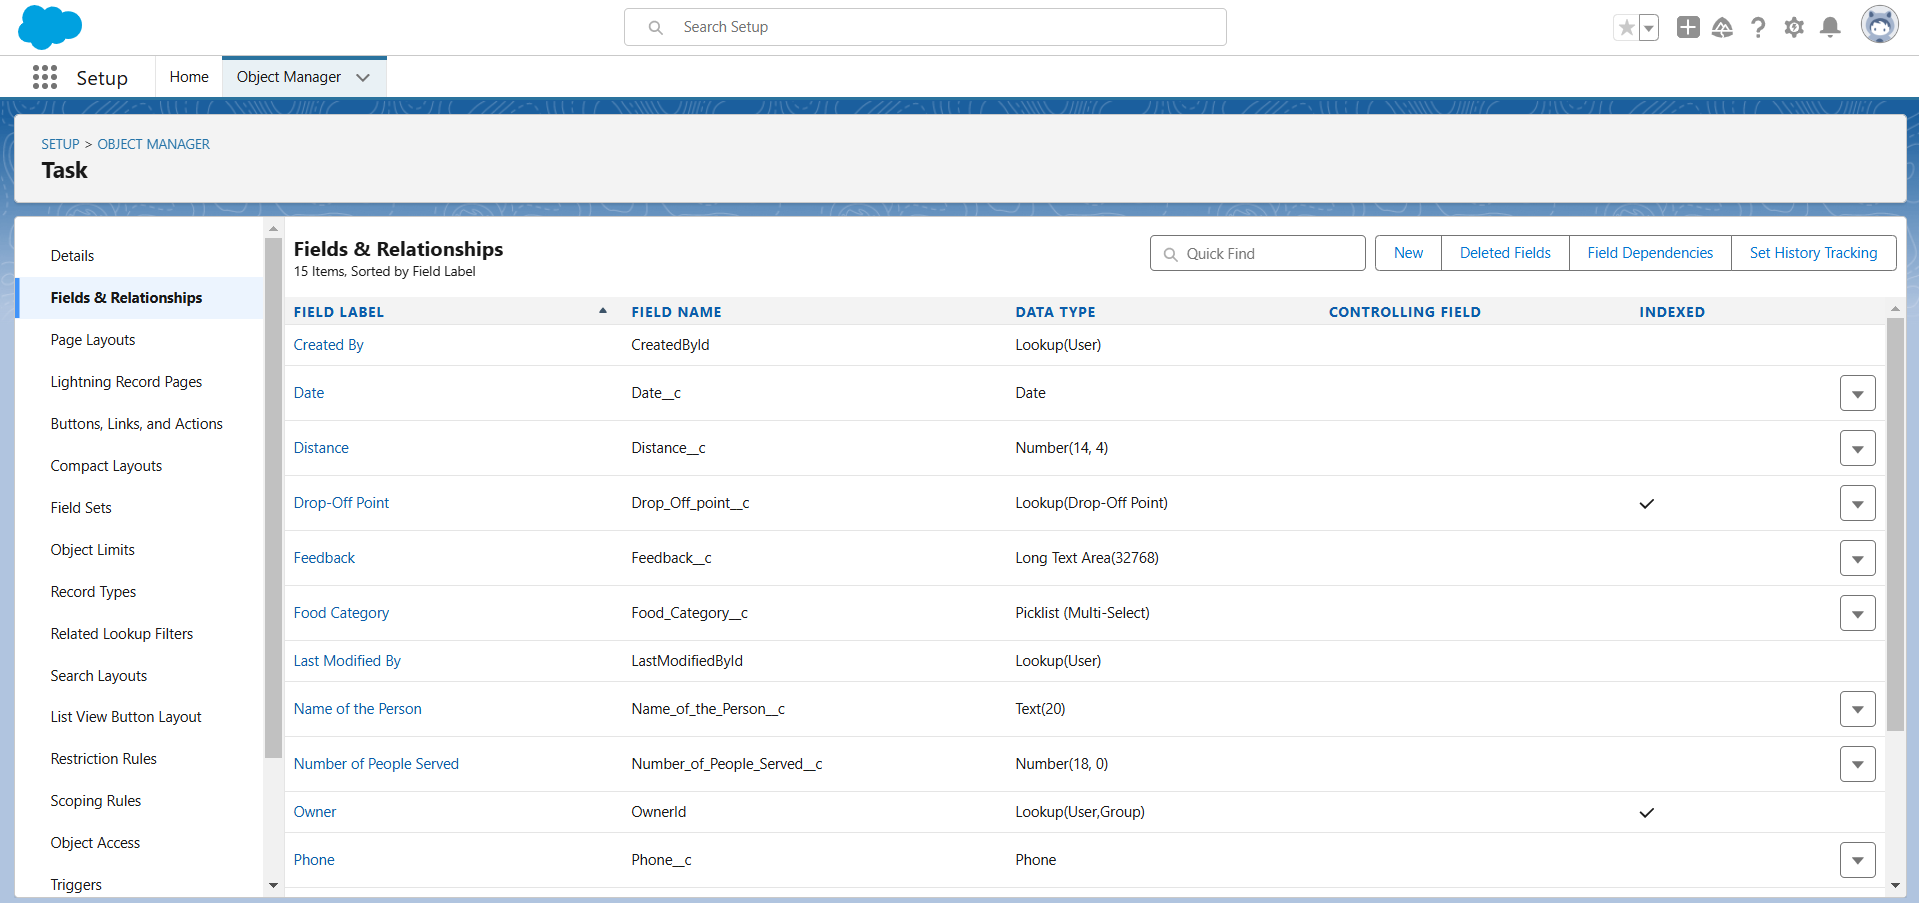 Search Setup
Setup
Home
Object Manager
SETUP > OBJECT MANAGER
Task
Details
Fields & Relationships
Page Layouts
Lightning Record Pages
Buttons, Links, and Actions
Compact Layouts
Field Sets
Object Limits
Record Types
Related Lookup Filters
Search Layouts
List View Button Layout
Restriction Rules
Scoping Rules
Object Access
Triggers
Fields & Relationships
15 Items, Sorted by Field Label
Quick Find
New
Deleted Fields
Field Dependencies
Set History Tracking
FIELD LABEL FIELD NAME DATA TYPE CONTROLLING FIELD INDEXED
Created By CreatedById Lookup(User)
Date Date__c Date
Distance Distance__c Number(14, 4)
Drop-Off Point Drop_Off_point__c Lookup(Drop-Off Point)
Feedback Feedback__c Long Text Area(32768)
Food Category Food_Category__c Picklist (Multi-Select)
Last Modified By LastModifiedById Lookup(User)
Name of the Person Name_of_the_Person__c Text(20)
Number of People Served Number_of_People_Served__c Number(18, 0)
Owner OwnerId Lookup(User,Group)
Phone Phone__c Phone